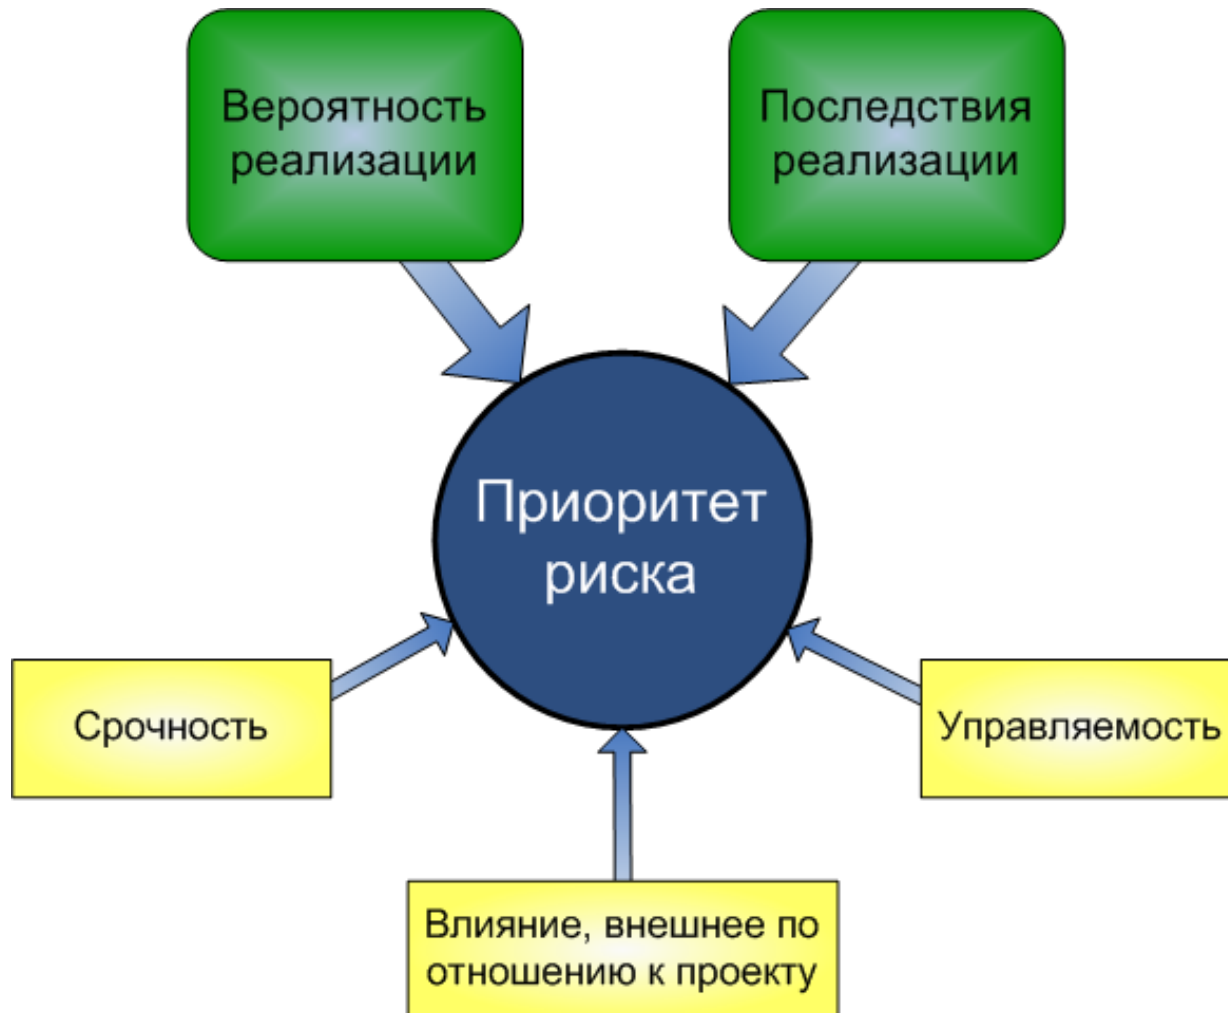 Вероятность
реализации
Последствия
реализации
Приоритет
риска
Срочность
Управляемость
Влияние, внешнее по
отношению к проекту